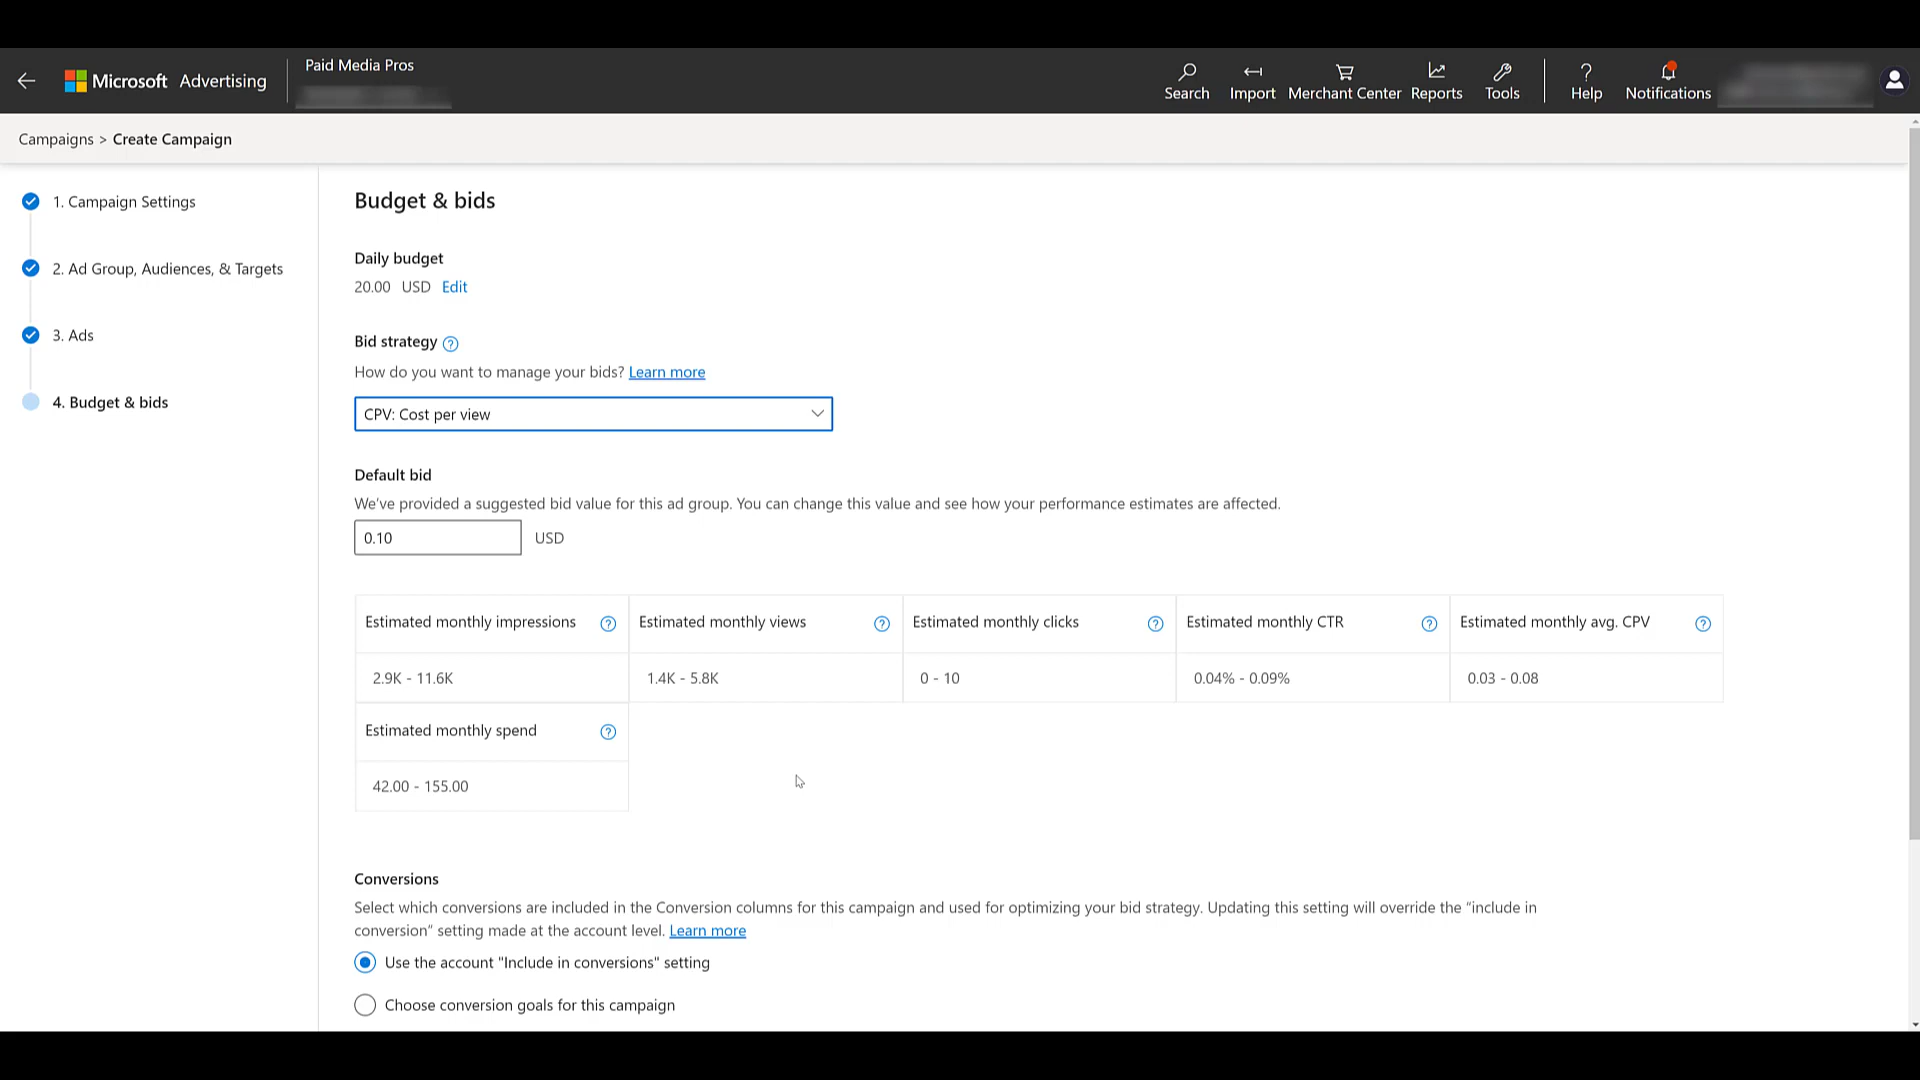 Microsoft Advertising
Paid Media Pros
Search
Import
Merchant Center
Reports
Tools
?
Help
Notifications
Campaigns > Create Campaign
1. Campaign Settings
2. Ad Group, Audiences, & Targets
3. Ads
4. Budget & bids
Budget & bids
Daily budget
20.00 USD Edit
Bid strategy ?
How do you want to manage your bids? Learn more
CPV: Cost per view
Default bid
We've provided a suggested bid value for this ad group. You can change this value and see how your performance estimates are affected.
0.10 USD
Estimated monthly impressions ? Estimated monthly views ? Estimated monthly clicks ? Estimated monthly CTR ? Estimated monthly avg. CPV ?
2.9K - 11.6K 1.4K - 5.8K 0 - 10 0.04% - 0.09% 0.03 - 0.08
Estimated monthly spend ?
42.00 - 155.00
Conversions
Select which conversions are included in the Conversion columns for this campaign and used for optimizing your bid strategy. Updating this setting will override the "include in
conversion" setting made at the account level. Learn more
Use the account "Include in conversions" setting
Choose conversion goals for this campaign